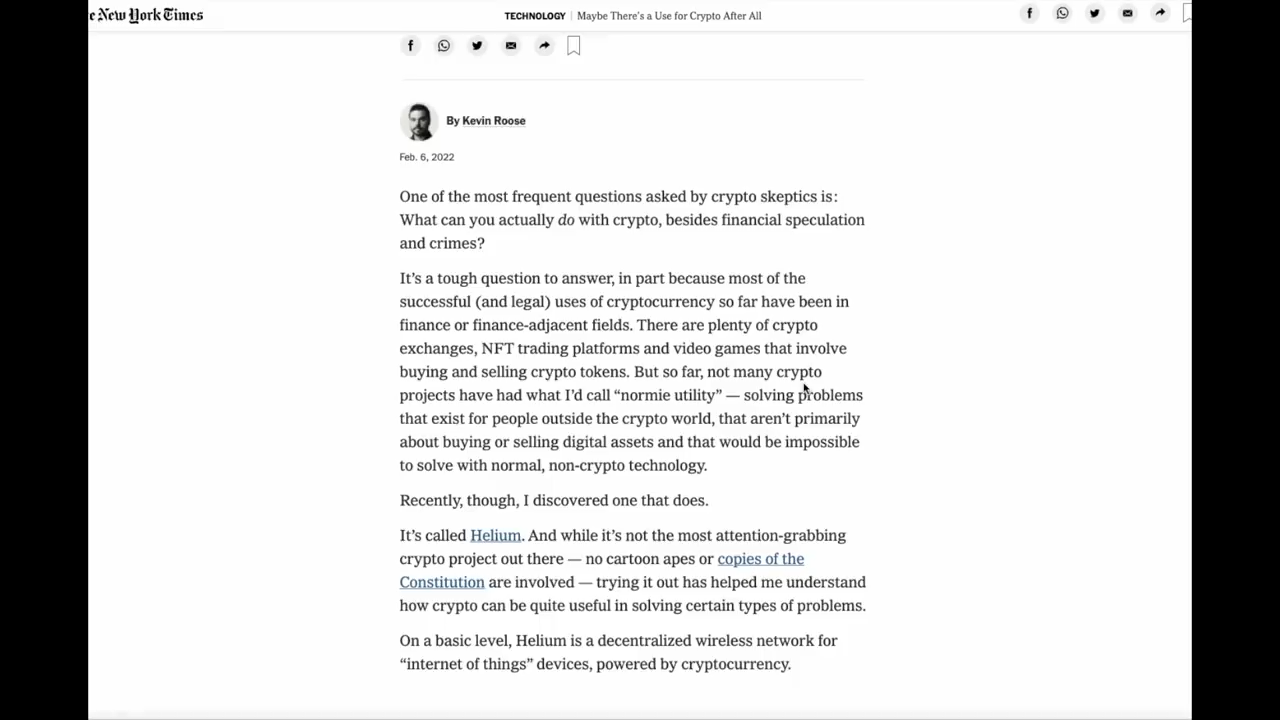 e New York Times
TECHNOLOGY | Maybe There's a Use for Crypto After All
By Kevin Roose
Feb. 6, 2022
One of the most frequent questions asked by crypto skeptics is:
What can you actually do with crypto, besides financial speculation
and crimes?
It's a tough question to answer, in part because most of the
successful (and legal) uses of cryptocurrency so far have been in
finance or finance-adjacent fields. There are plenty of crypto
exchanges, NFT trading platforms and video games that involve
buying and selling crypto tokens. But so far, not many crypto
projects have had what I'd call “normie utility” — solving problems
that exist for people outside the crypto world, that aren't primarily
about buying or selling digital assets and that would be impossible
to solve with normal, non-crypto technology.
Recently, though, I discovered one that does.
It's called Helium. And while it's not the most attention-grabbing
crypto project out there — no cartoon apes or copies of the
Constitution are involved — trying it out has helped me understand
how crypto can be quite useful in solving certain types of problems.
On a basic level, Helium is a decentralized wireless network for
“internet of things” devices, powered by cryptocurrency.